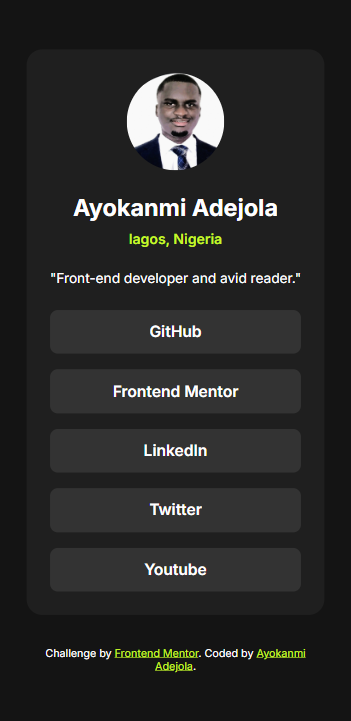 Ayokanmi Adejola
lagos, Nigeria
"Front-end developer and avid reader."
GitHub
Frontend Mentor
LinkedIn
Twitter
Youtube
Challenge by Frontend Mentor. Coded by Ayokanmi
Adejola.